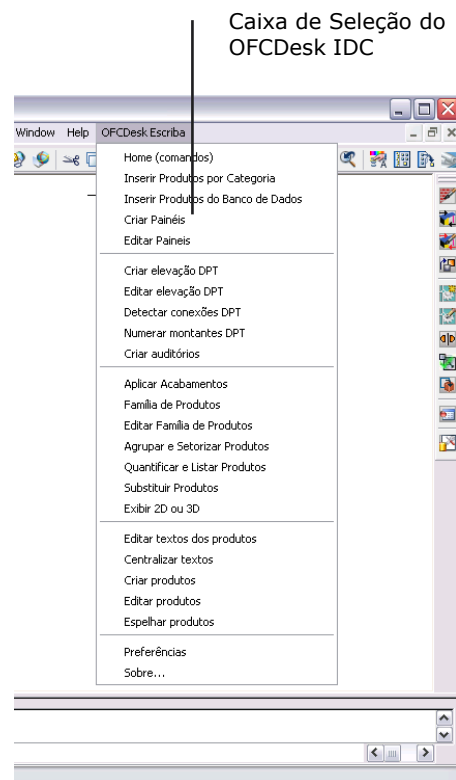 Caixa de Seleção do
OFCDesk IDC
Window Help OFCDesk Escriba
Home (comandos)
Inserir Produtos por Categoria
Inserir Produtos do Banco de Dados
Criar Painéis
Editar Paineis
Criar elevação DPT
Editar elevação DPT
Detectar conexões DPT
Numerar montantes DPT
Criar auditórios
Aplicar Acabamentos
Família de Produtos
Editar Família de Produtos
Agrupar e Setorizar Produtos
Quantificar e Listar Produtos
Substituir Produtos
Exibir 2D ou 3D
Editar textos dos produtos
Centralizar textos
Criar produtos
Editar produtos
Espelhar produtos
Preferências
Sobre...